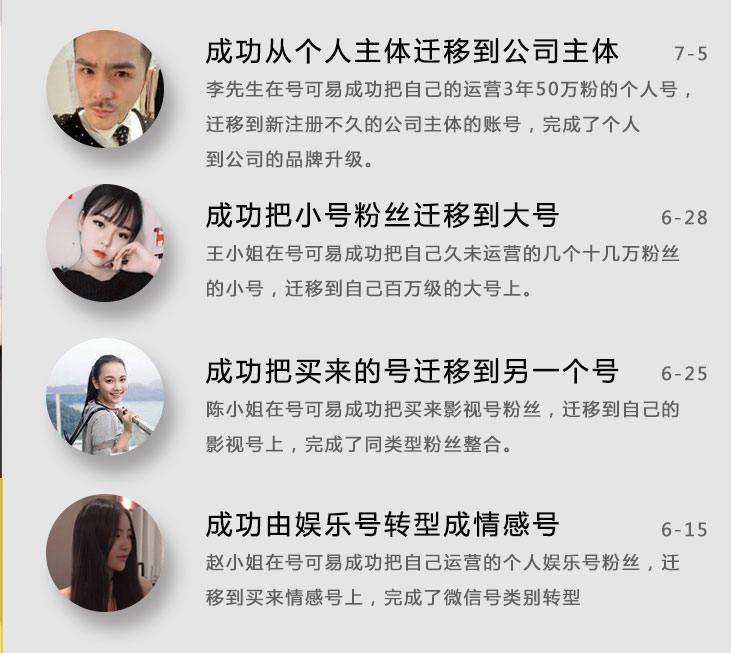 成功从个人主体迁移到公司主体
7-5
李先生在号可易成功把自己的运营3年50万粉的个人号，
迁移到新注册不久的公司主体的账号，完成了个人
到公司的品牌升级。
成功把小号粉丝迁移到大号
6-28
王小姐在号可易成功把自己久未运营的几个十几万粉丝
的小号，迁移到自己百万级的大号上。
成功把买来的号迁移到另一个号
6-25
陈小姐在号可易成功把买来影视号粉丝，迁移到自己的
影视号上，完成了同类型粉丝整合。
成功由娱乐号转型成情感号
6-15
赵小姐在号可易成功把自己运营的个人娱乐号粉丝，迁
移到买来情感号上，完成了微信号类别转型